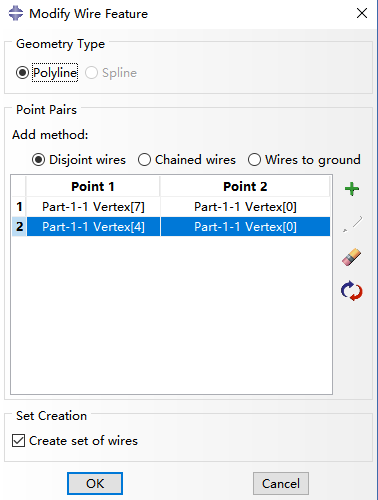 Modify Wire Feature
Geometry Type
Polyline Spline
Point Pairs
Add method:
Disjoint wires Chained wires Wires to ground
Point 1 Point 2
1 Part-1-1 Vertex[7] Part-1-1 Vertex[0]
2 Part-1-1 Vertex[4] Part-1-1 Vertex[0]
Set Creation
Create set of wires
OK Cancel